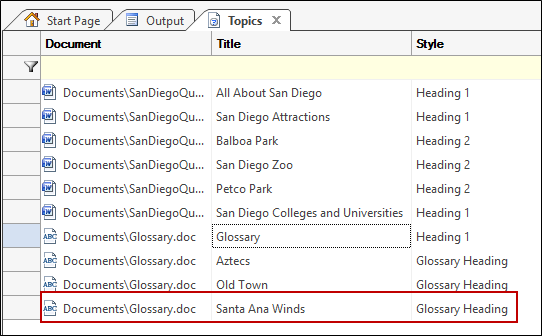 Start Page Output Topics
Document Title Style
Documents\SanDiegoQu... All About San Diego Heading 1
Documents\SanDiegoQu... San Diego Attractions Heading 1
Documents\SanDiegoQu... Balboa Park Heading 2
Documents\SanDiegoQu... San Diego Zoo Heading 2
Documents\SanDiegoQu... Petco Park Heading 2
Documents\SanDiegoQu... San Diego Colleges and Universities Heading 1
ABC Documents\Glossary.doc Glossary Heading 1
ABC Documents\Glossary.doc Aztecs Glossary Heading
ABC Documents\Glossary.doc Old Town Glossary Heading
ABC Documents\Glossary.doc Santa Ana Winds Glossary Heading